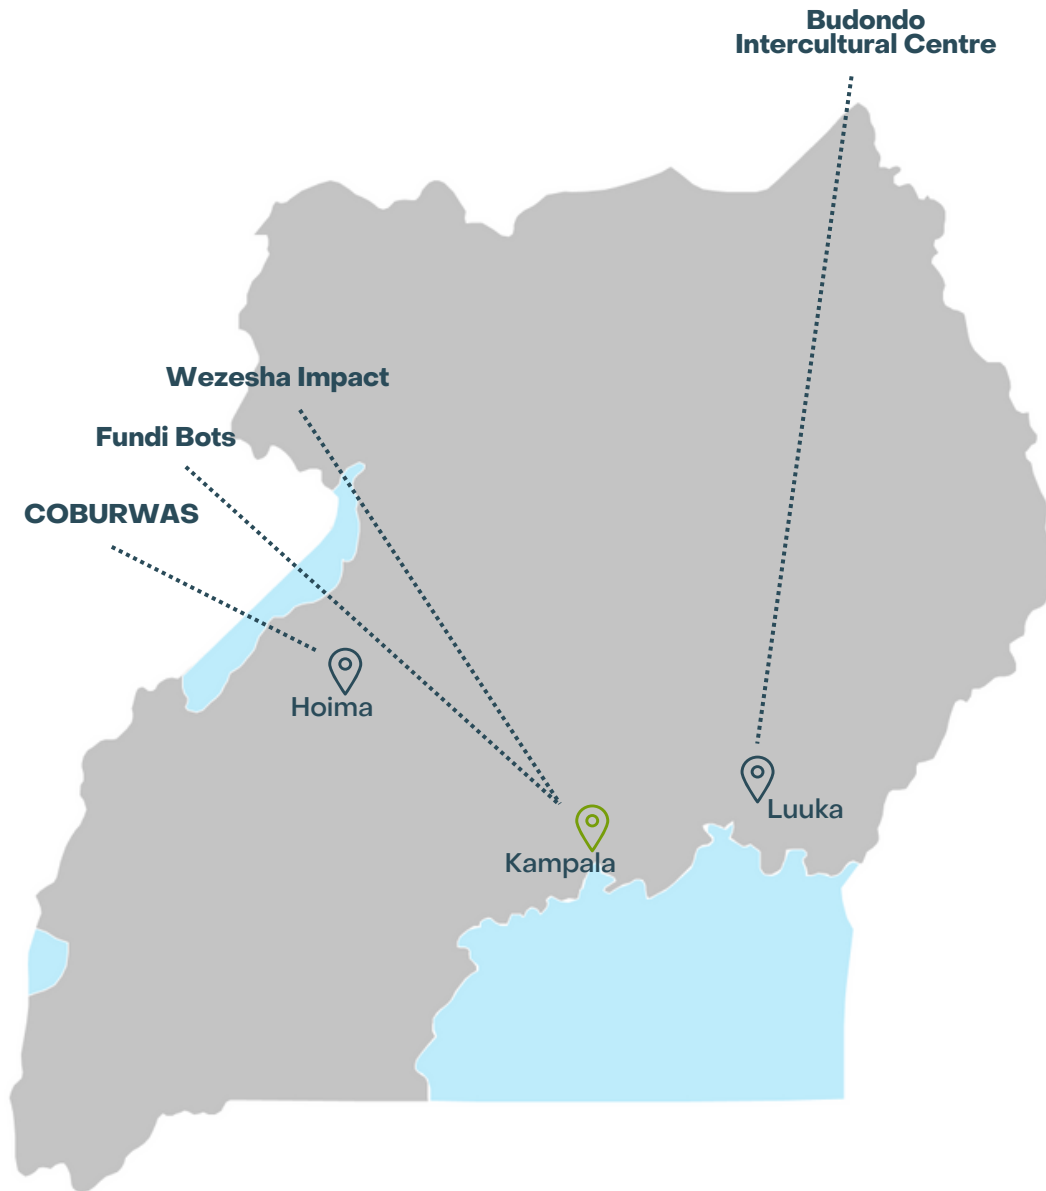 Budondo
Intercultural Centre
Wezesha Impact
Fundi Bots
COBURWAS
Hoima
Luuka
Kampala